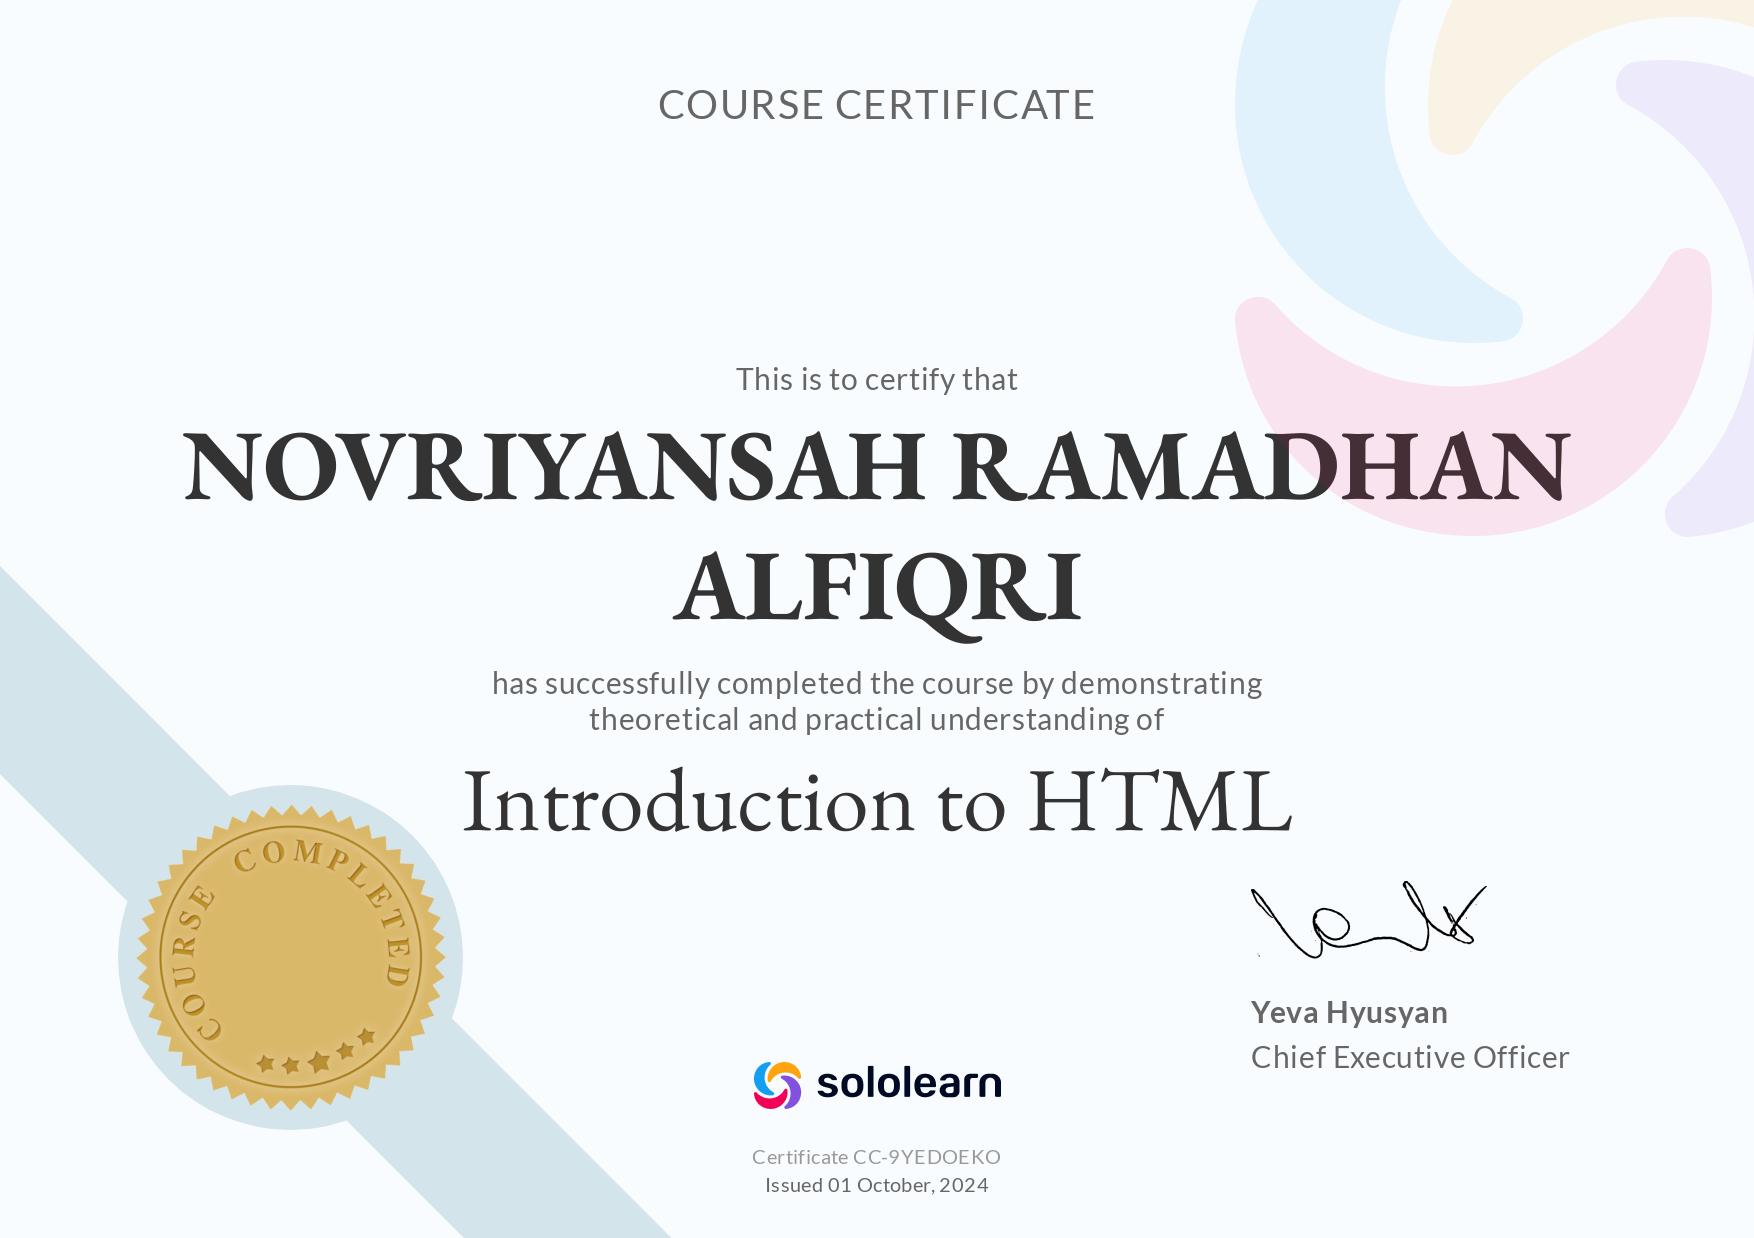 COURSE CERTIFICATE
This is to certify that
NOVRIYANSAH RAMADHAN
ALFIQRI
has successfully completed the course by demonstrating
theoretical and practical understanding of
Introduction to HTML
COURSE COMPLETED
Yeva Hyusyan
Chief Executive Officer
sololearn
Certificate CC-9YEDOEKO
Issued 01 October, 2024